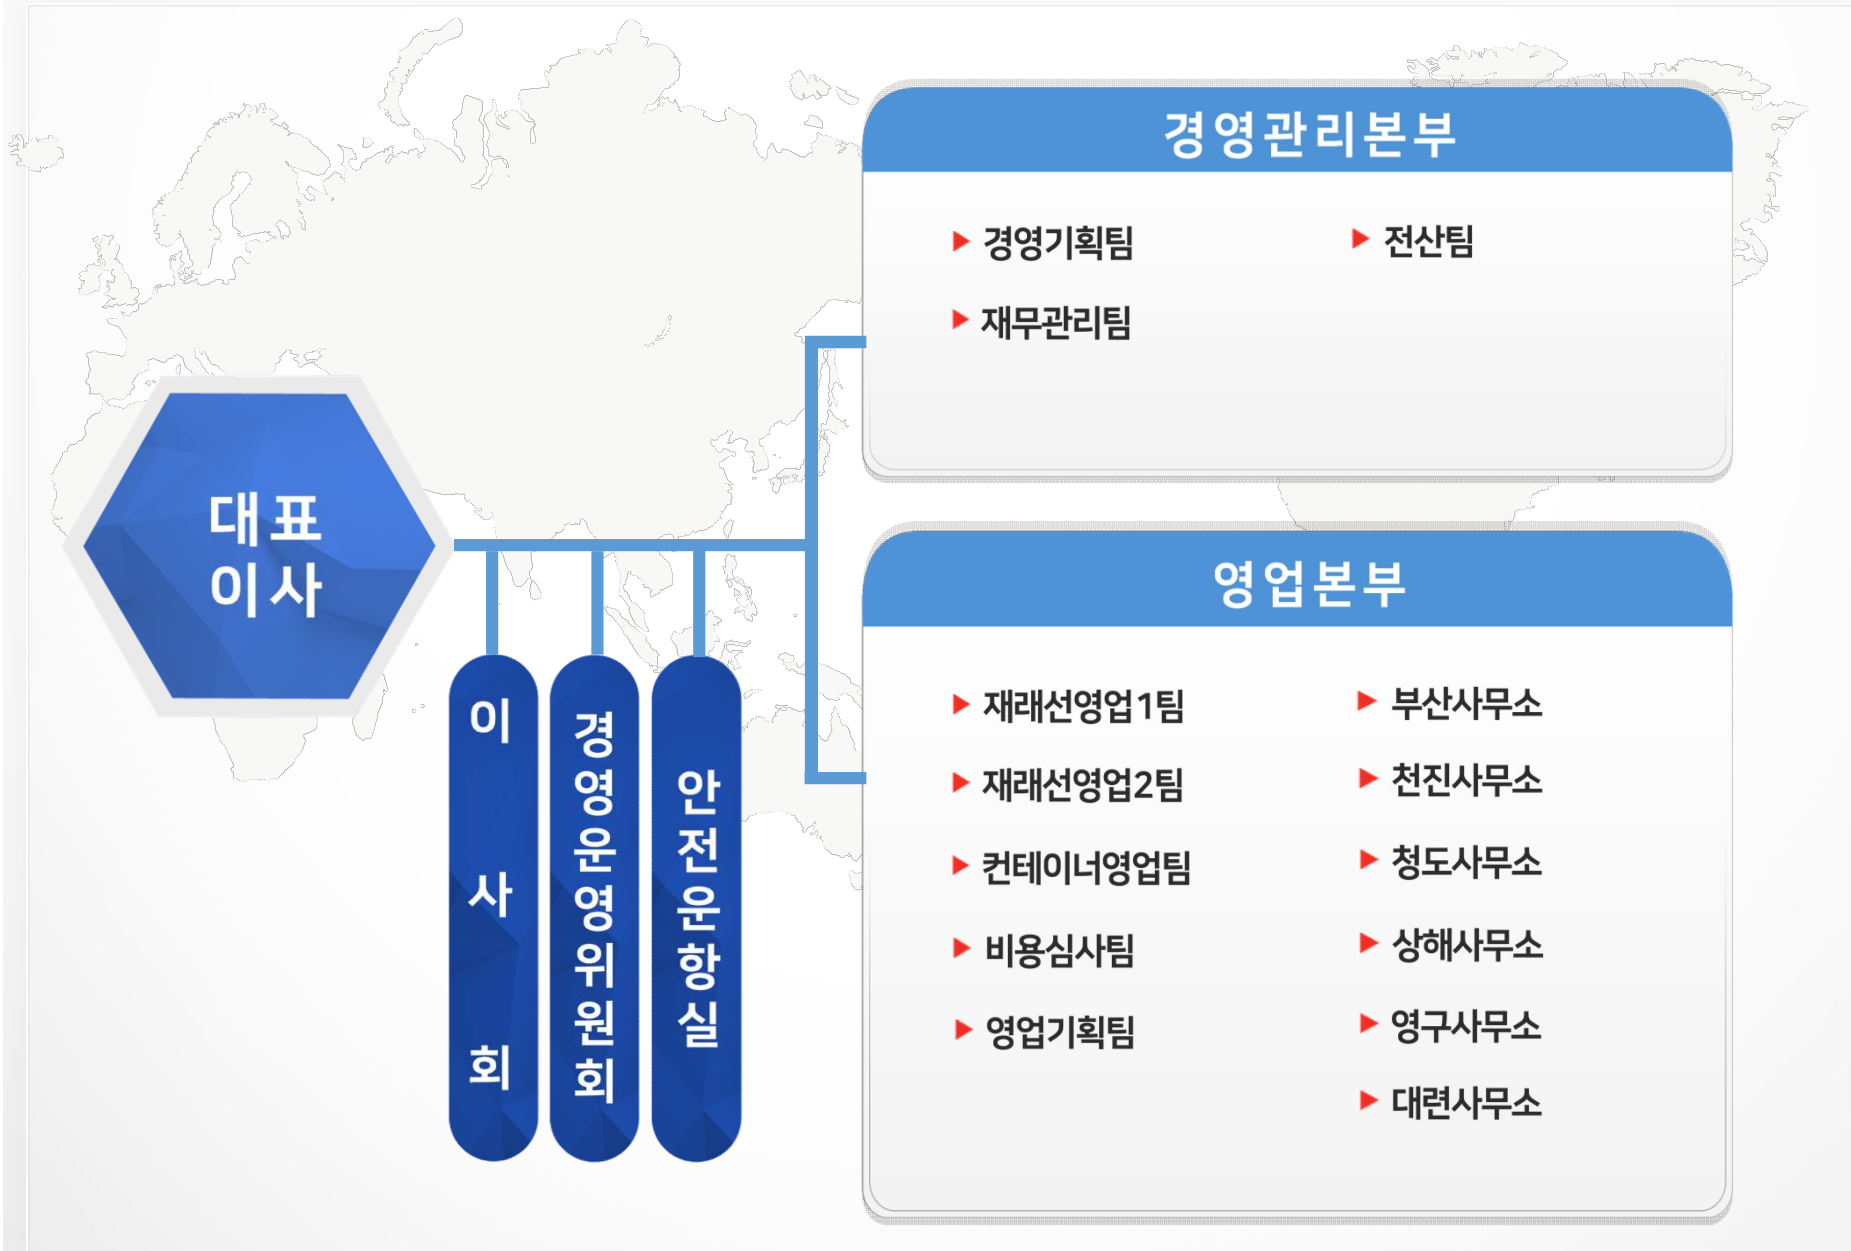 대표
이사
이사회
경영운영위원회
안전운항실
경영관리본부
경영기획팀
전산팀
재무관리팀
영업본부
재래선영업1팀
부산사무소
재래선영업2팀
천진사무소
컨테이너영업팀
청도사무소
비용심사팀
상해사무소
영업기획팀
영구사무소
대련사무소